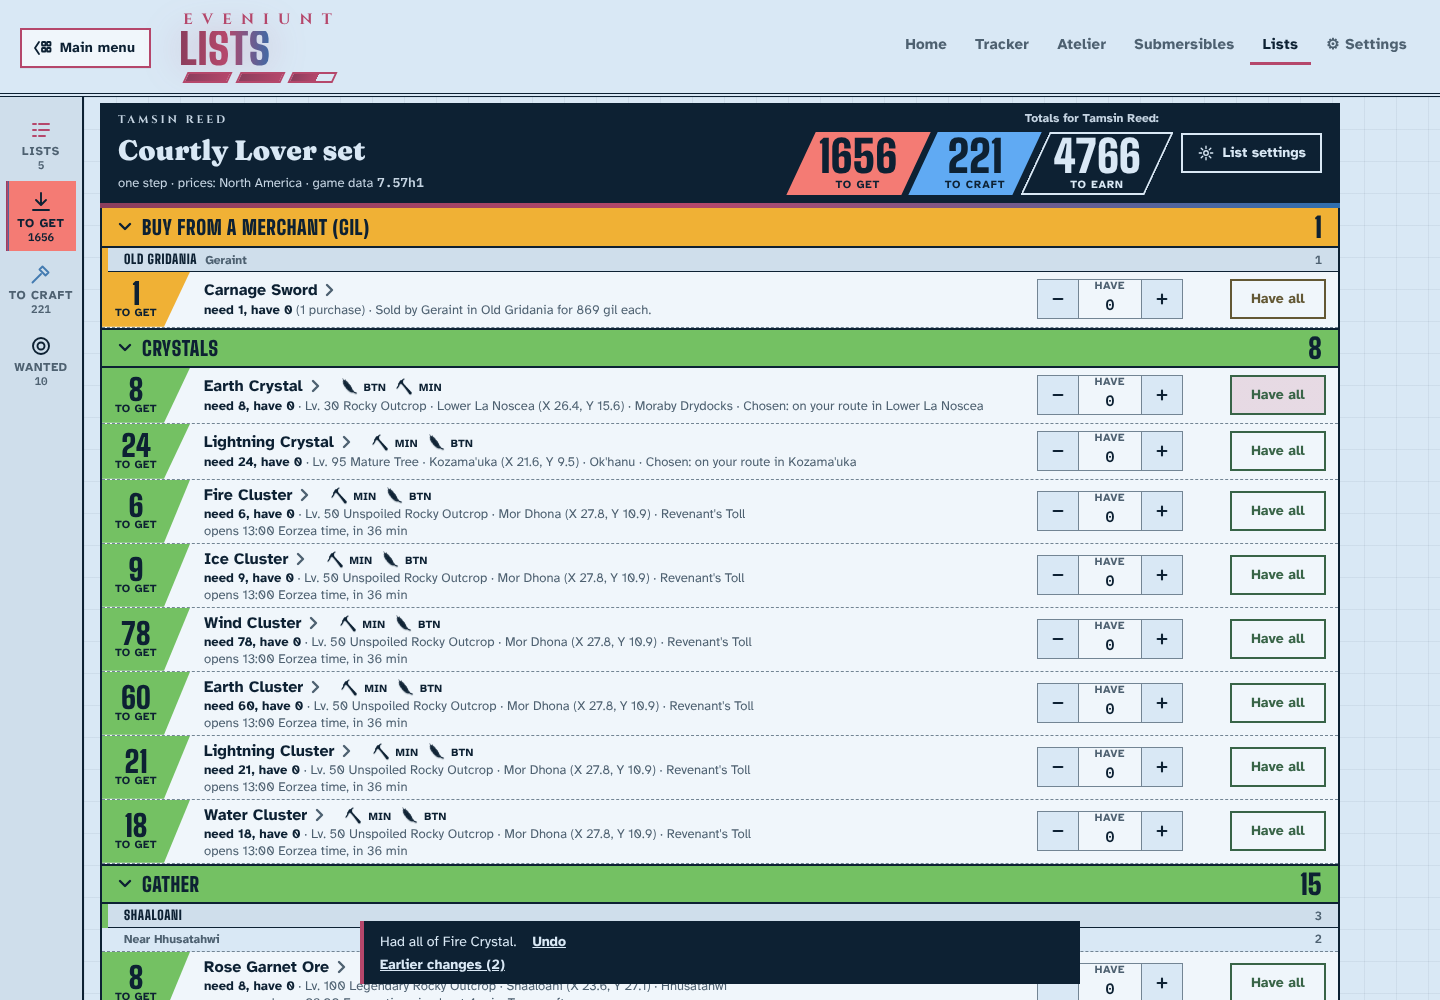 Main menu
EVENIUNT
LISTS
Home
Tracker
Atelier
Submersibles
Lists
Settings
LISTS
5
TO GET
1656
TO CRAFT
221
WANTED
10
TAMSIN REED
Courtly Lover set
one step · prices: North America · game data 7.57h1
Totals for Tamsin Reed:
1656
TO GET
221
TO CRAFT
4766
TO EARN
List settings
BUY FROM A MERCHANT (GIL)
1
OLD GRIDANIA Geraint
1
1
TO GET
Carnage Sword
need 1, have 0 (1 purchase) · Sold by Geraint in Old Gridania for 869 gil each.
−
HAVE
0
+
Have all
CRYSTALS
8
8
TO GET
Earth Crystal
BTN
MIN
need 8, have 0 · Lv. 30 Rocky Outcrop · Lower La Noscea (X 26.4, Y 15.6) · Moraby Drydocks · Chosen: on your route in Lower La Noscea
−
HAVE
0
+
Have all
24
TO GET
Lightning Crystal
MIN
BTN
need 24, have 0 · Lv. 95 Mature Tree · Kozama'uka (X 21.6, Y 9.5) · Ok'hanu · Chosen: on your route in Kozama'uka
−
HAVE
0
+
Have all
6
TO GET
Fire Cluster
MIN
BTN
need 6, have 0 · Lv. 50 Unspoiled Rocky Outcrop · Mor Dhona (X 27.8, Y 10.9) · Revenant's Toll
opens 13:00 Eorzea time, in 36 min
−
HAVE
0
+
Have all
9
TO GET
Ice Cluster
MIN
BTN
need 9, have 0 · Lv. 50 Unspoiled Rocky Outcrop · Mor Dhona (X 27.8, Y 10.9) · Revenant's Toll
opens 13:00 Eorzea time, in 36 min
−
HAVE
0
+
Have all
78
TO GET
Wind Cluster
MIN
BTN
need 78, have 0 · Lv. 50 Unspoiled Rocky Outcrop · Mor Dhona (X 27.8, Y 10.9) · Revenant's Toll
opens 13:00 Eorzea time, in 36 min
−
HAVE
0
+
Have all
60
TO GET
Earth Cluster
MIN
BTN
need 60, have 0 · Lv. 50 Unspoiled Rocky Outcrop · Mor Dhona (X 27.8, Y 10.9) · Revenant's Toll
opens 13:00 Eorzea time, in 36 min
−
HAVE
0
+
Have all
21
TO GET
Lightning Cluster
MIN
BTN
need 21, have 0 · Lv. 50 Unspoiled Rocky Outcrop · Mor Dhona (X 27.8, Y 10.9) · Revenant's Toll
opens 13:00 Eorzea time, in 36 min
−
HAVE
0
+
Have all
18
TO GET
Water Cluster
MIN
BTN
need 18, have 0 · Lv. 50 Unspoiled Rocky Outcrop · Mor Dhona (X 27.8, Y 10.9) · Revenant's Toll
opens 13:00 Eorzea time, in 36 min
−
HAVE
0
+
Have all
GATHER
15
SHAALOANI
3
Near Hhusatahwi
2
8
TO GET
Rose Garnet Ore
need 8, have 0 · Lv. 100 Legendary Rocky Outcrop · Shaaloani (X 23.6, Y 27.1) · Hhusatahwi
HAVE
0
+
Have all
Had all of Fire Crystal. Undo
Earlier changes (2)